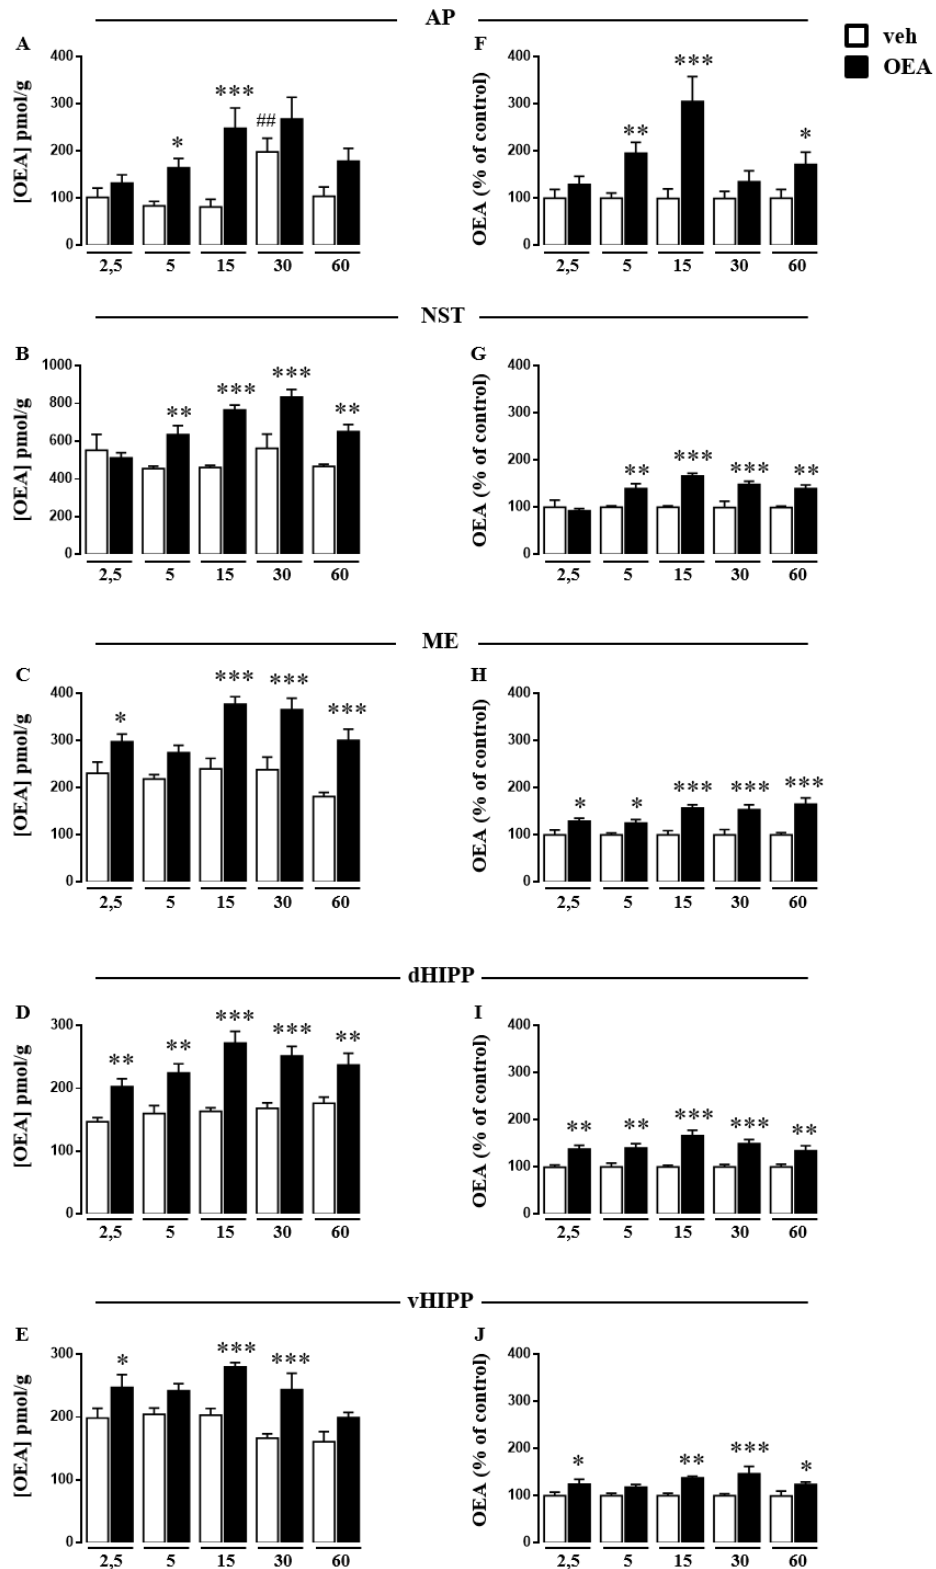 AP
veh
OEA
A
[OEA] pmol/g
400
300
200
100
0
*
***
##
2,5 5 15 30 60
F
OEA (% of control)
400
300
200
100
0
**
***
*
2,5 5 15 30 60
NST
B
[OEA] pmol/g
1000
800
600
400
200
0
**
***
***
**
2,5 5 15 30 60
G
OEA (% of control)
400
300
200
100
0
**
***
***
**
2,5 5 15 30 60
ME
C
[OEA] pmol/g
400
300
200
100
0
*
***
***
***
2,5 5 15 30 60
H
OEA (% of control)
400
300
200
100
0
*
*
***
***
***
2,5 5 15 30 60
dHIPP
D
[OEA] pmol/g
300
200
100
0
**
**
***
***
**
2,5 5 15 30 60
I
OEA (% of control)
400
300
200
100
0
**
**
***
***
**
2,5 5 15 30 60
vHIPP
E
[OEA] pmol/g
300
200
100
0
*
***
***
2,5 5 15 30 60
J
OEA (% of control)
400
300
200
100
0
*
**
***
*
2,5 5 15 30 60